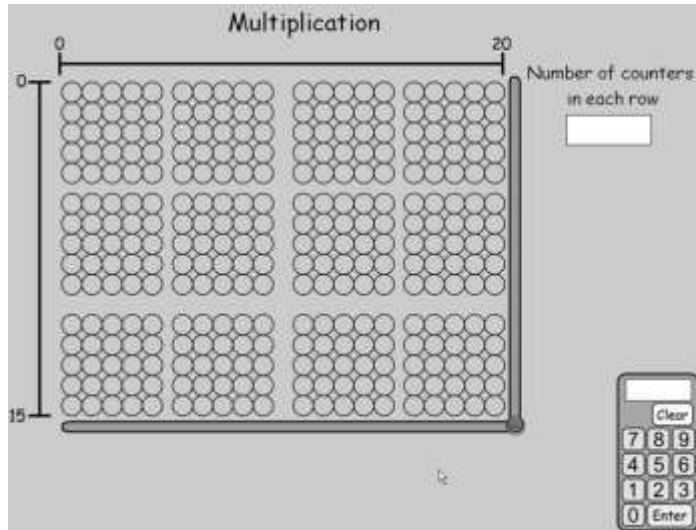 Multiplication
0 20
0
Number of counters
in each row
15
Clear
7 8 9
4 5 6
1 2 3
0 Enter